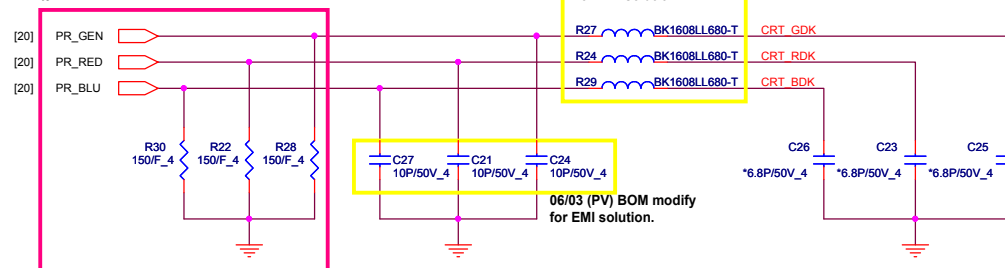 [20] PR_GEN R27 BK1608LL680-T CRT_GDK
[20] PR_RED R24 BK1608LL680-T CRT_RDK
[20] PR_BLU R29 BK1608LL680-T CRT_BDK
R30 R22 R28 C26 C23 C25
150/F_4 150/F_4 150/F_4
C27 C21 C24
10P/50V_4 10P/50V_4 10P/50V_4
*6.8P/50V_4 *6.8P/50V_4 *6.8P/50V_4
06/03 (PV) BOM modify
for EMI solution.